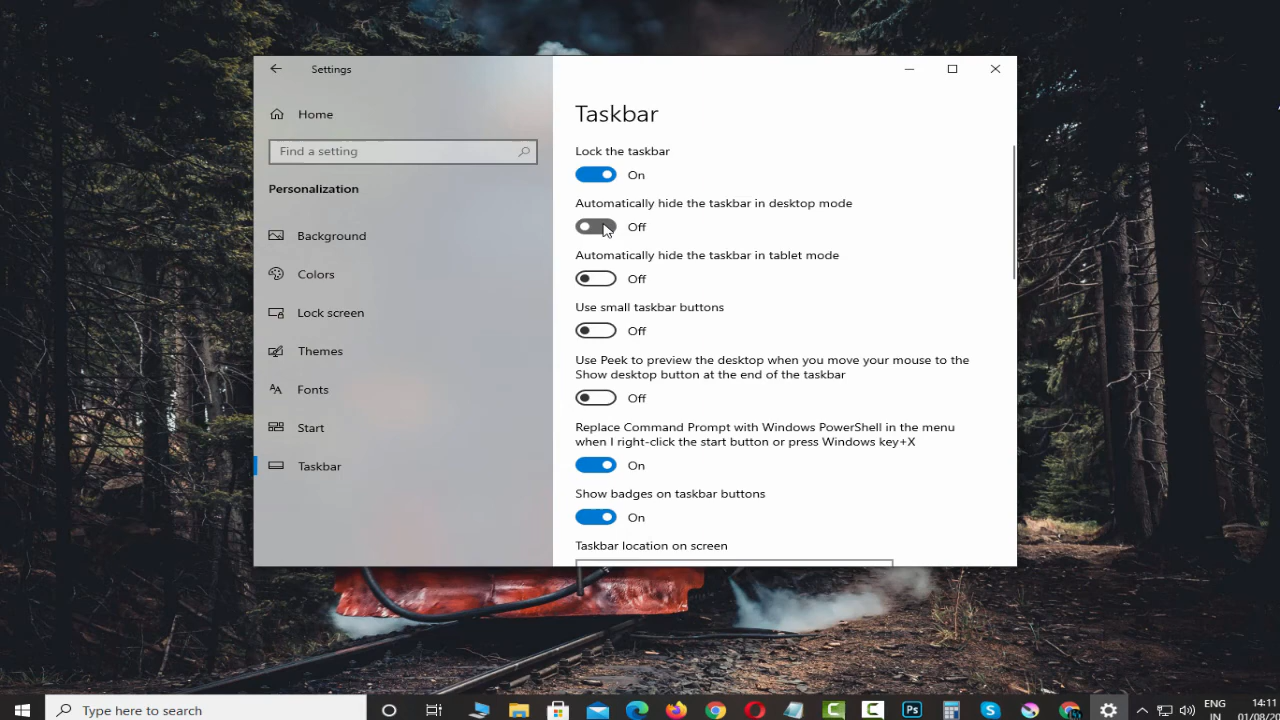 Settings
Home
Find a setting
Personalization
Background
Colors
Lock screen
Themes
Fonts
Start
Taskbar
Taskbar
Lock the taskbar
On
Automatically hide the taskbar in desktop mode
Off
Automatically hide the taskbar in tablet mode
Off
Use small taskbar buttons
Off
Use Peek to preview the desktop when you move your mouse to the
Show desktop button at the end of the taskbar
Off
Replace Command Prompt with Windows PowerShell in the menu
when I right-click the start button or press Windows key+X
On
Show badges on taskbar buttons
On
Taskbar location on screen
Type here to search
Ps
ENG
IN
14:11
01/08/